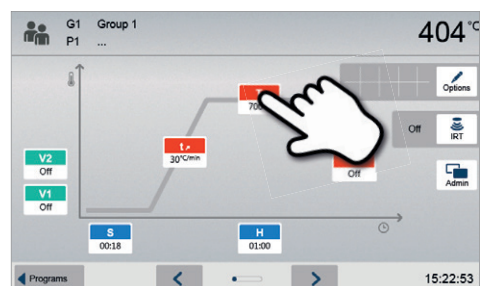 G1 Group 1
P1 ...
404 °C
Options
T
Off
IRT
t
30°C/min
V2
Off
Off
Admin
V1
Off
S
00:18
H
01:00
Programs
15:22:53